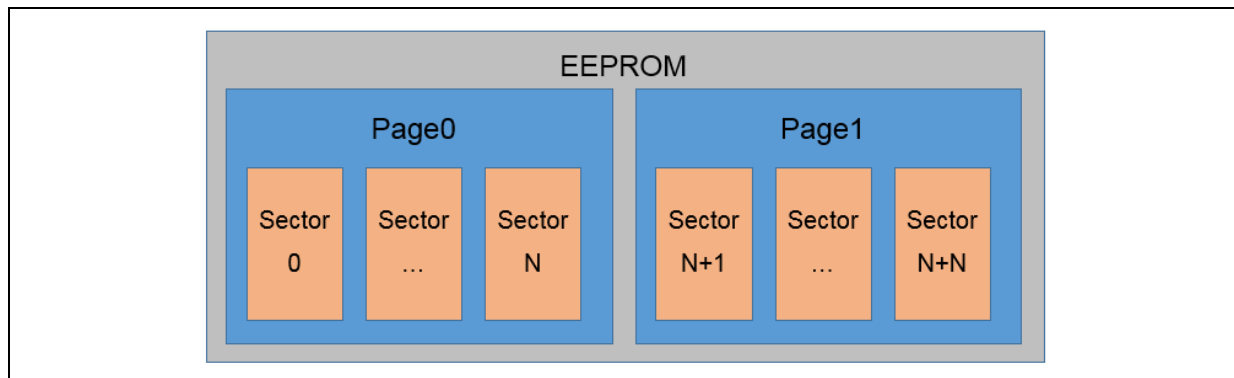 EEPROM
Page0
Page1
Sector
0
Sector
...
Sector
N
Sector
N+1
Sector
...
Sector
N+N